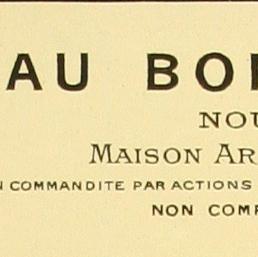 AU BO
NOU
MAISON AR
N COMMANDITE PAR ACTIONS
NON COMP